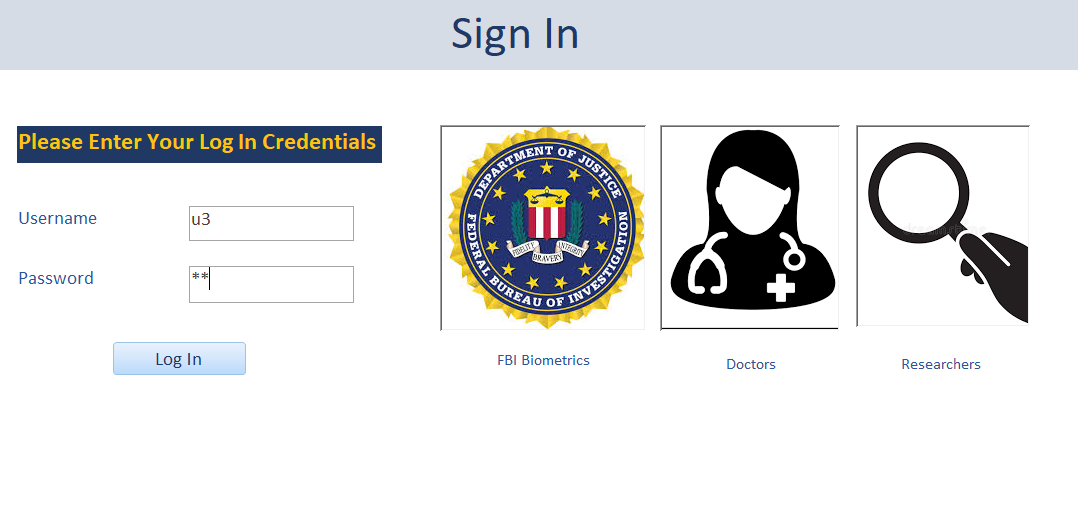 Sign In
Please Enter Your Log In Credentials
Username
u3
Password
**
Log In
DEPARTMENT OF JUSTICE
FEDERAL BUREAU OF INVESTIGATION
FIDELITY
BRAVERY
INTEGRITY
FBI Biometrics
Doctors
Researchers